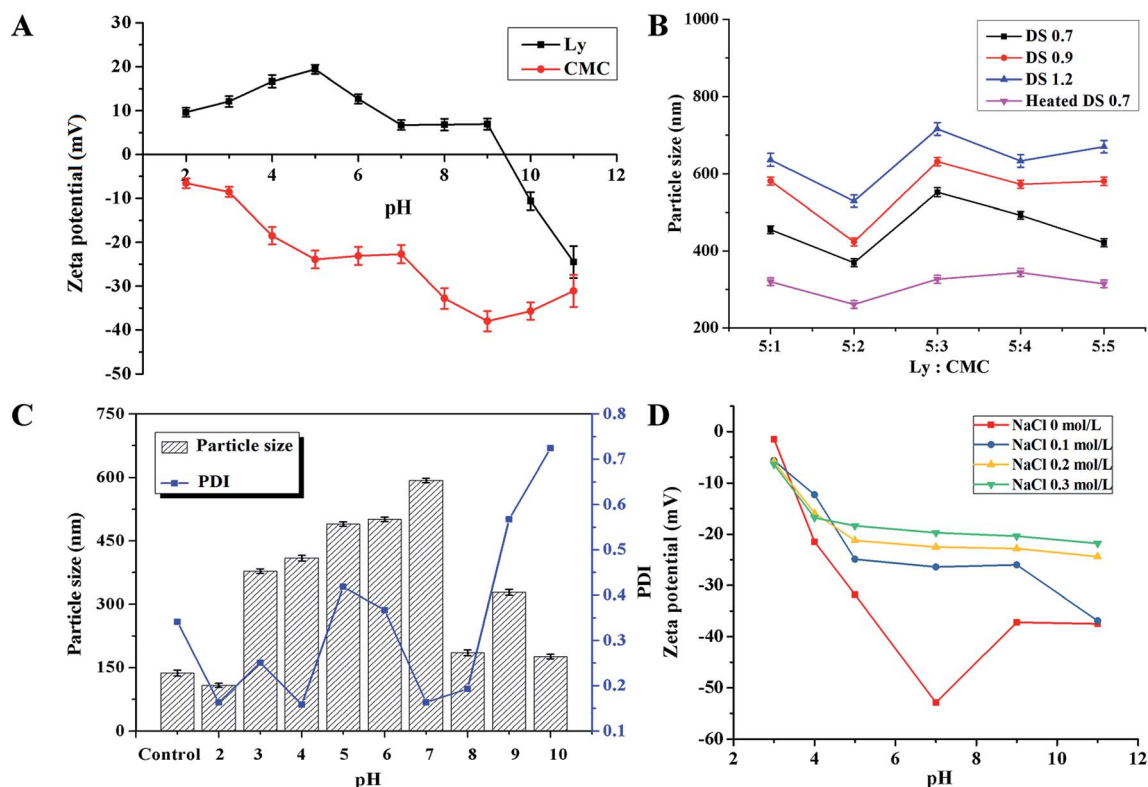 A
Zeta potential (mV)
30
20
10
0
-10
-20
-30
-40
-50
2 4 6 8 10 12
pH
Ly
CMC
B
Particle size (nm)
1000
800
600
400
200
5:1 5:2 5:3 5:4 5:5
Ly : CMC
DS 0.7
DS 0.9
DS 1.2
Heated DS 0.7
C
Particle size (nm)
750
600
450
300
150
0
Control 2 3 4 5 6 7 8 9 10
pH
Particle size
PDI
0.8
0.7
0.6
0.5
0.4
0.3
0.2
0.1
PDI
D
Zeta potential (mV)
0
-10
-20
-30
-40
-50
-60
2 4 6 8 10 12
pH
NaCl 0 mol/L
NaCl 0.1 mol/L
NaCl 0.2 mol/L
NaCl 0.3 mol/L